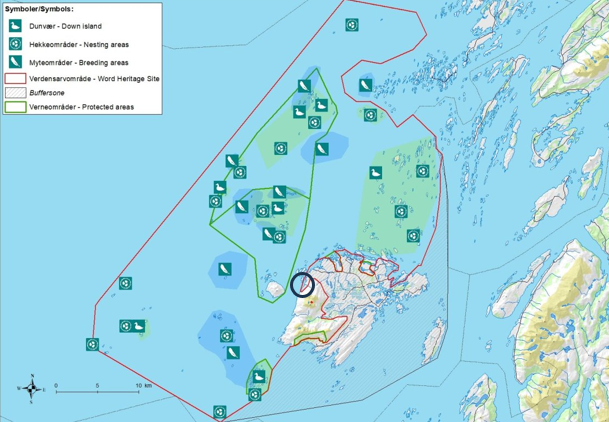 Symboler/Symbols:
Dunvær - Down island
Hekkeområder - Nesting areas
Myteområder - Breeding areas
Verdensarvområde - Word Heritage Site
Buffersone
Verneområder - Protected areas
N
W E
S
0 5 10 km